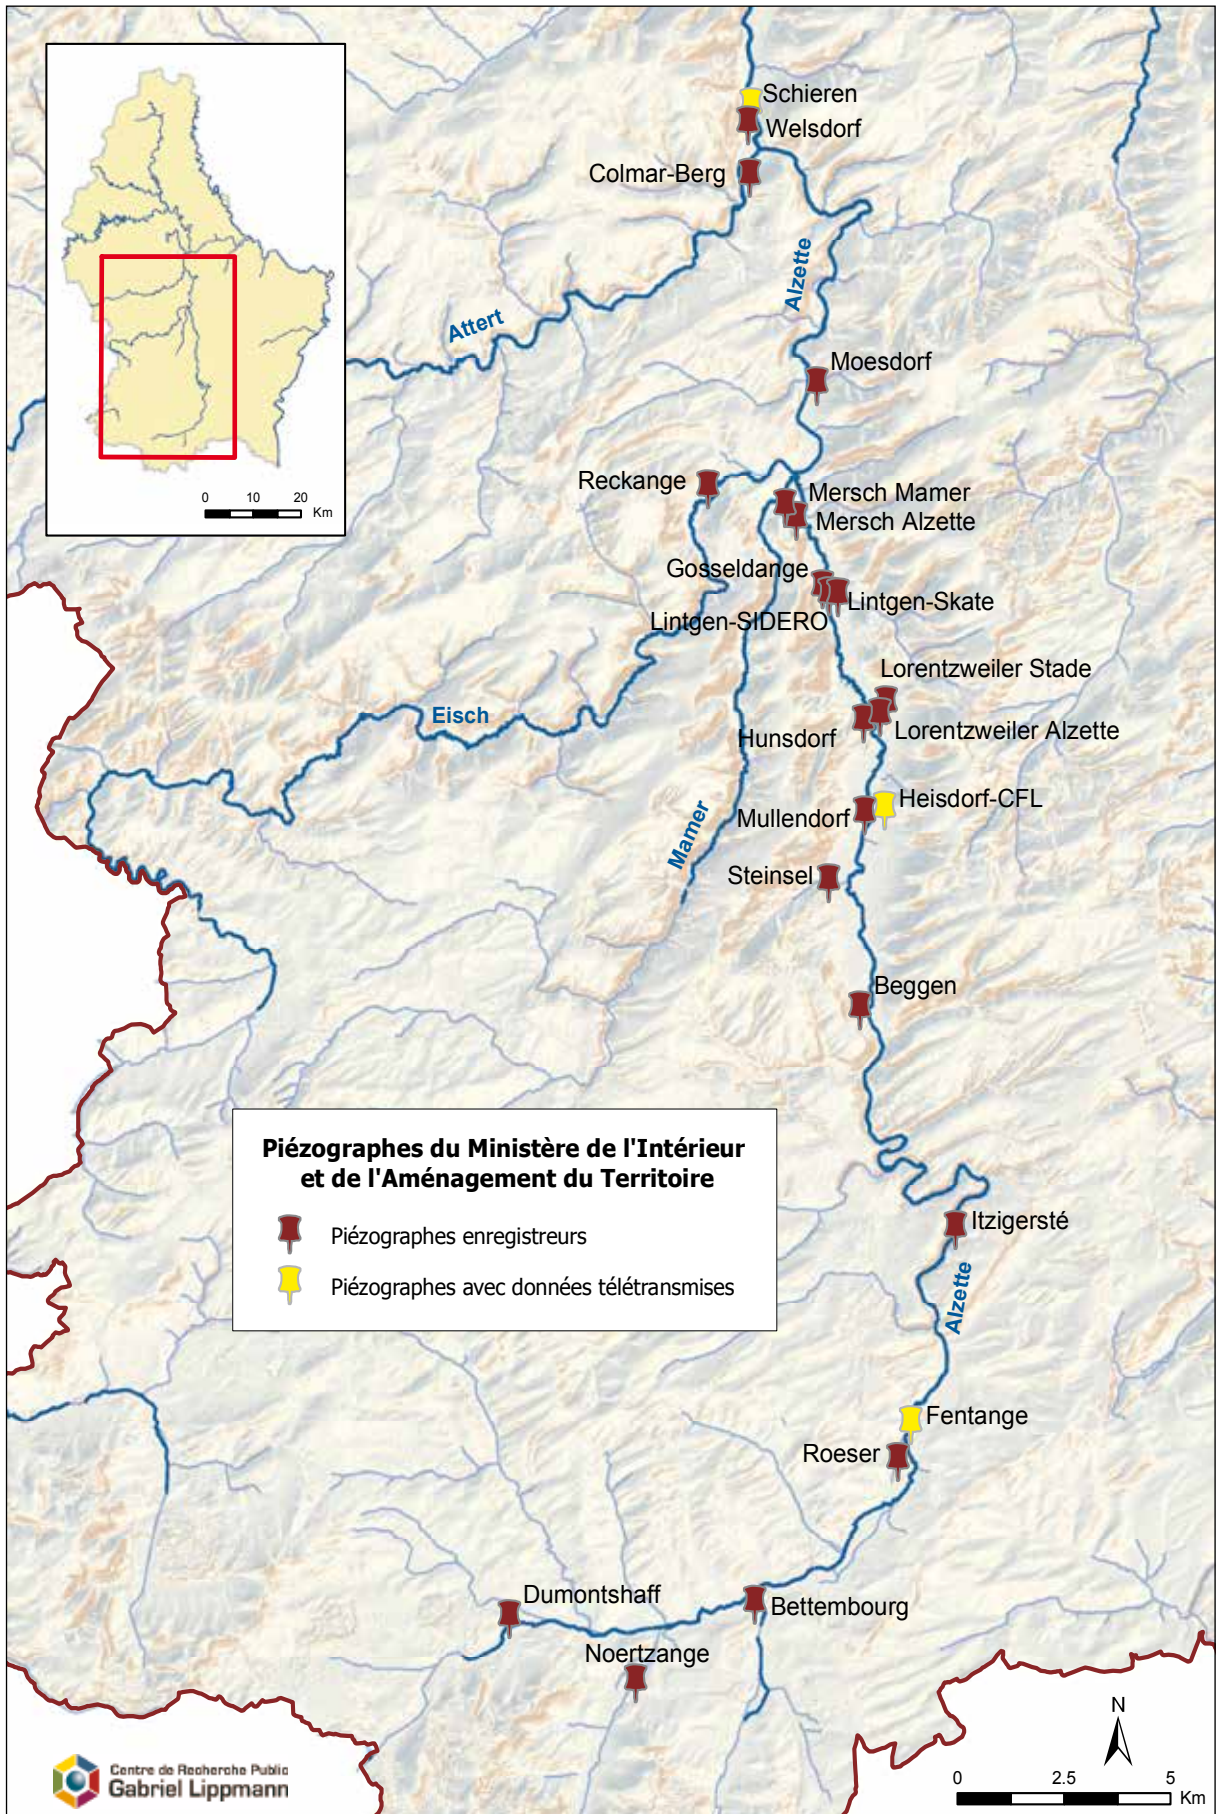 Schieren
Welsdorf
Colmar-Berg
Alzette
Attert
Moesdorf
0 10 20
Km
Reckange
Mersch Mamer
Mersch Alzette
Gosseldange
Lintgen-Skate
Lintgen-SIDERO
Lorentzweiler Stade
Eisch
Lorentzweiler Alzette
Hunsdorf
Heisdorf-CFL
Mullendorf
Mamer
Steinsel
Beggen
Piézographes du Ministère de l'Intérieur
et de l'Aménagement du Territoire
Piézographes enregistreurs
Piézographes avec données télétransmises
Itzigersté
Alzette
Fentange
Roeser
Dumontshaff
Bettembourg
Noertzange
N
Centre de Recherche Public
Gabriel Lippmann
0 2.5 5
Km